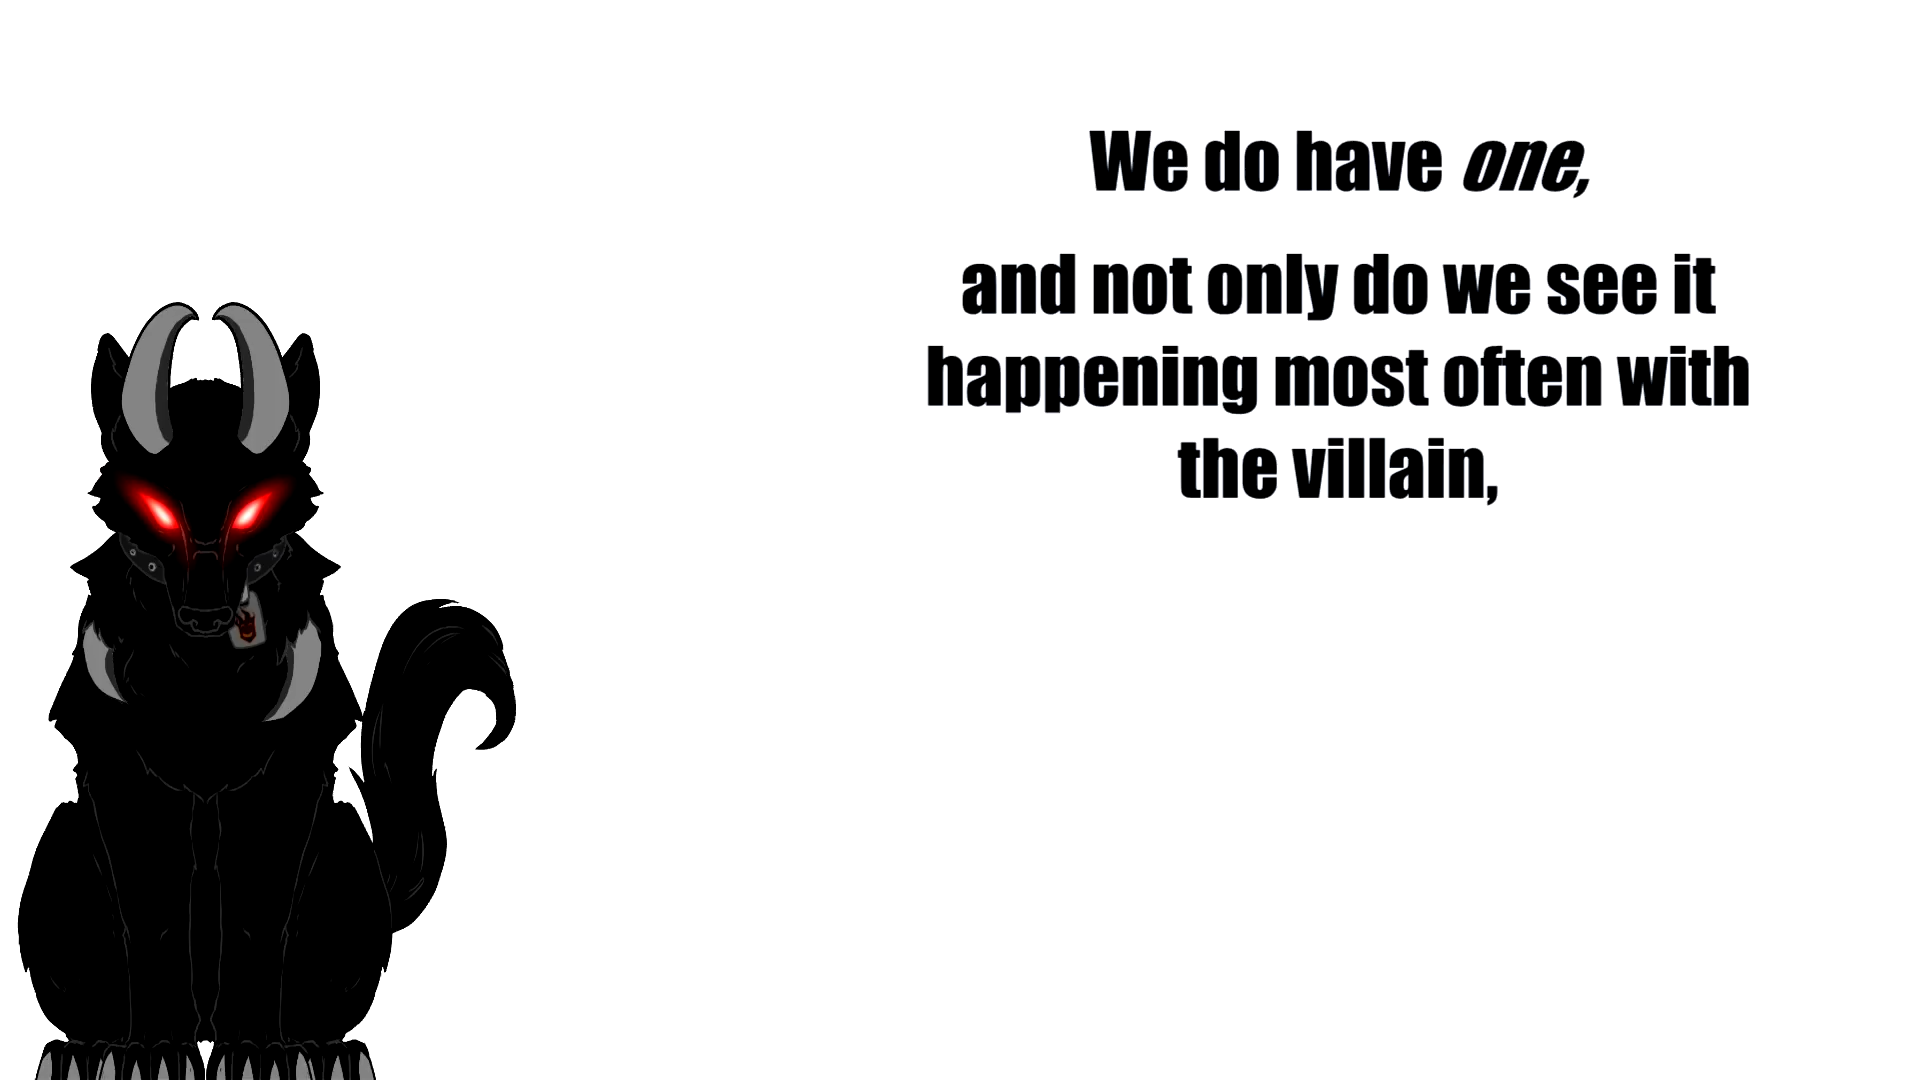 We do have one,
and not only do we see it
happening most often with
the villain,